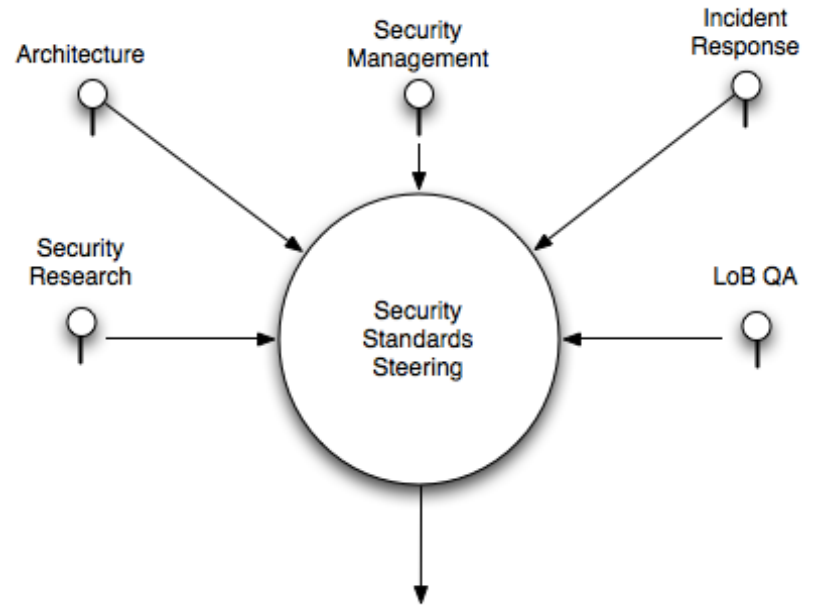 Architecture
Security
Management
Incident
Response
Security
Research
LoB QA
Security
Standards
Steering